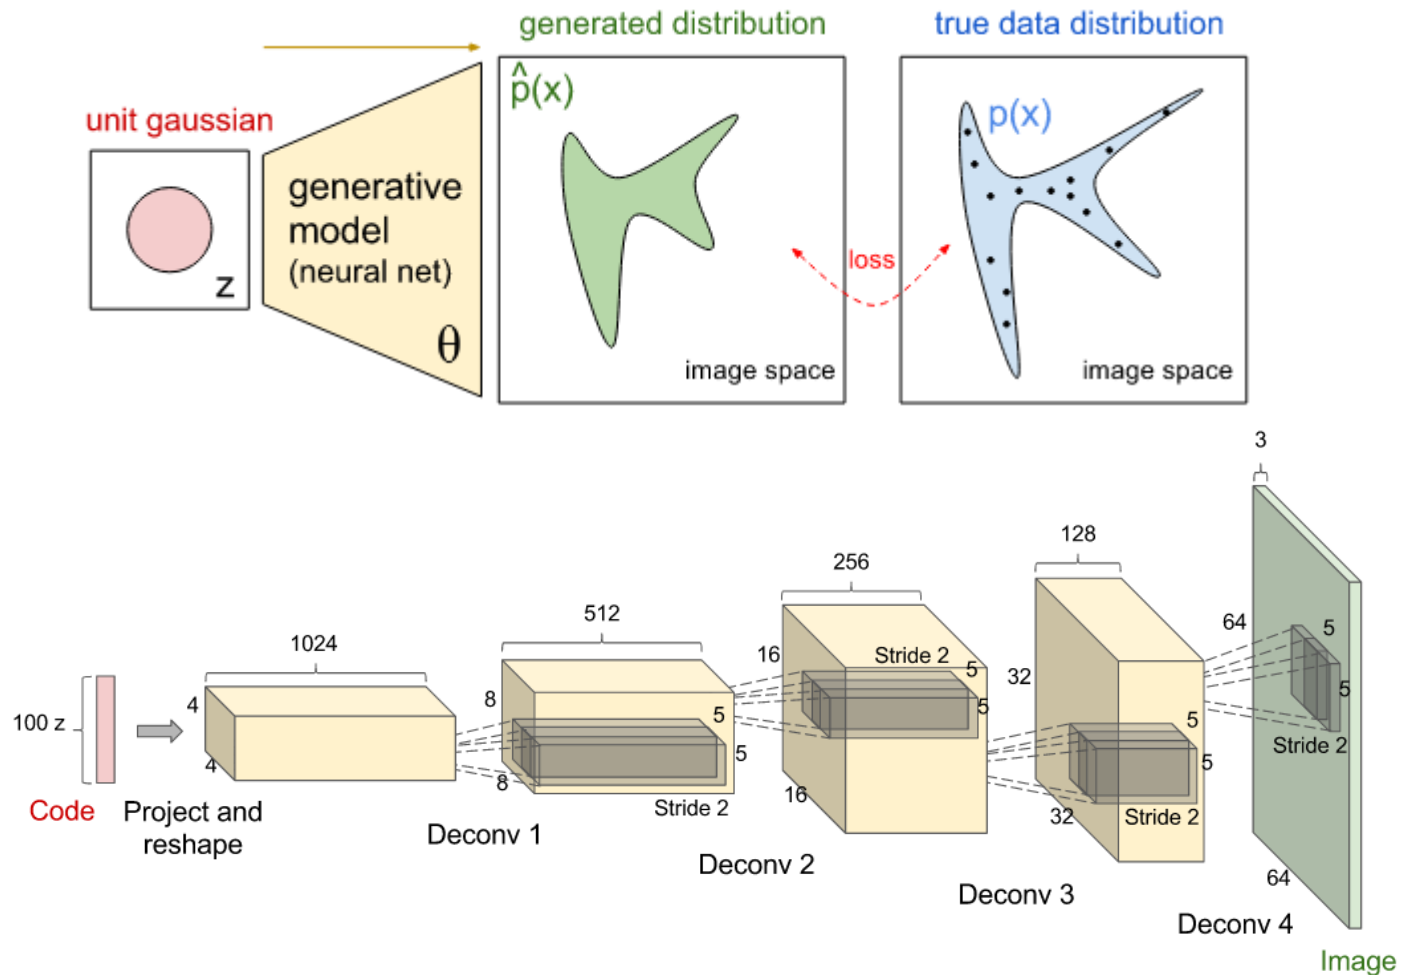 generated distribution
true data distribution
unit gaussian
z
generative
model
(neural net)
θ
p̂(x)
image space
loss
p(x)
image space
100 z
Code
Project and
reshape
1024
4
4
Deconv 1
512
8
8
5
5
Stride 2
Deconv 2
256
16
16
Stride 2
5
5
Deconv 3
128
32
32
5
5
Stride 2
Deconv 4
3
64
64
5
5
Stride 2
Image